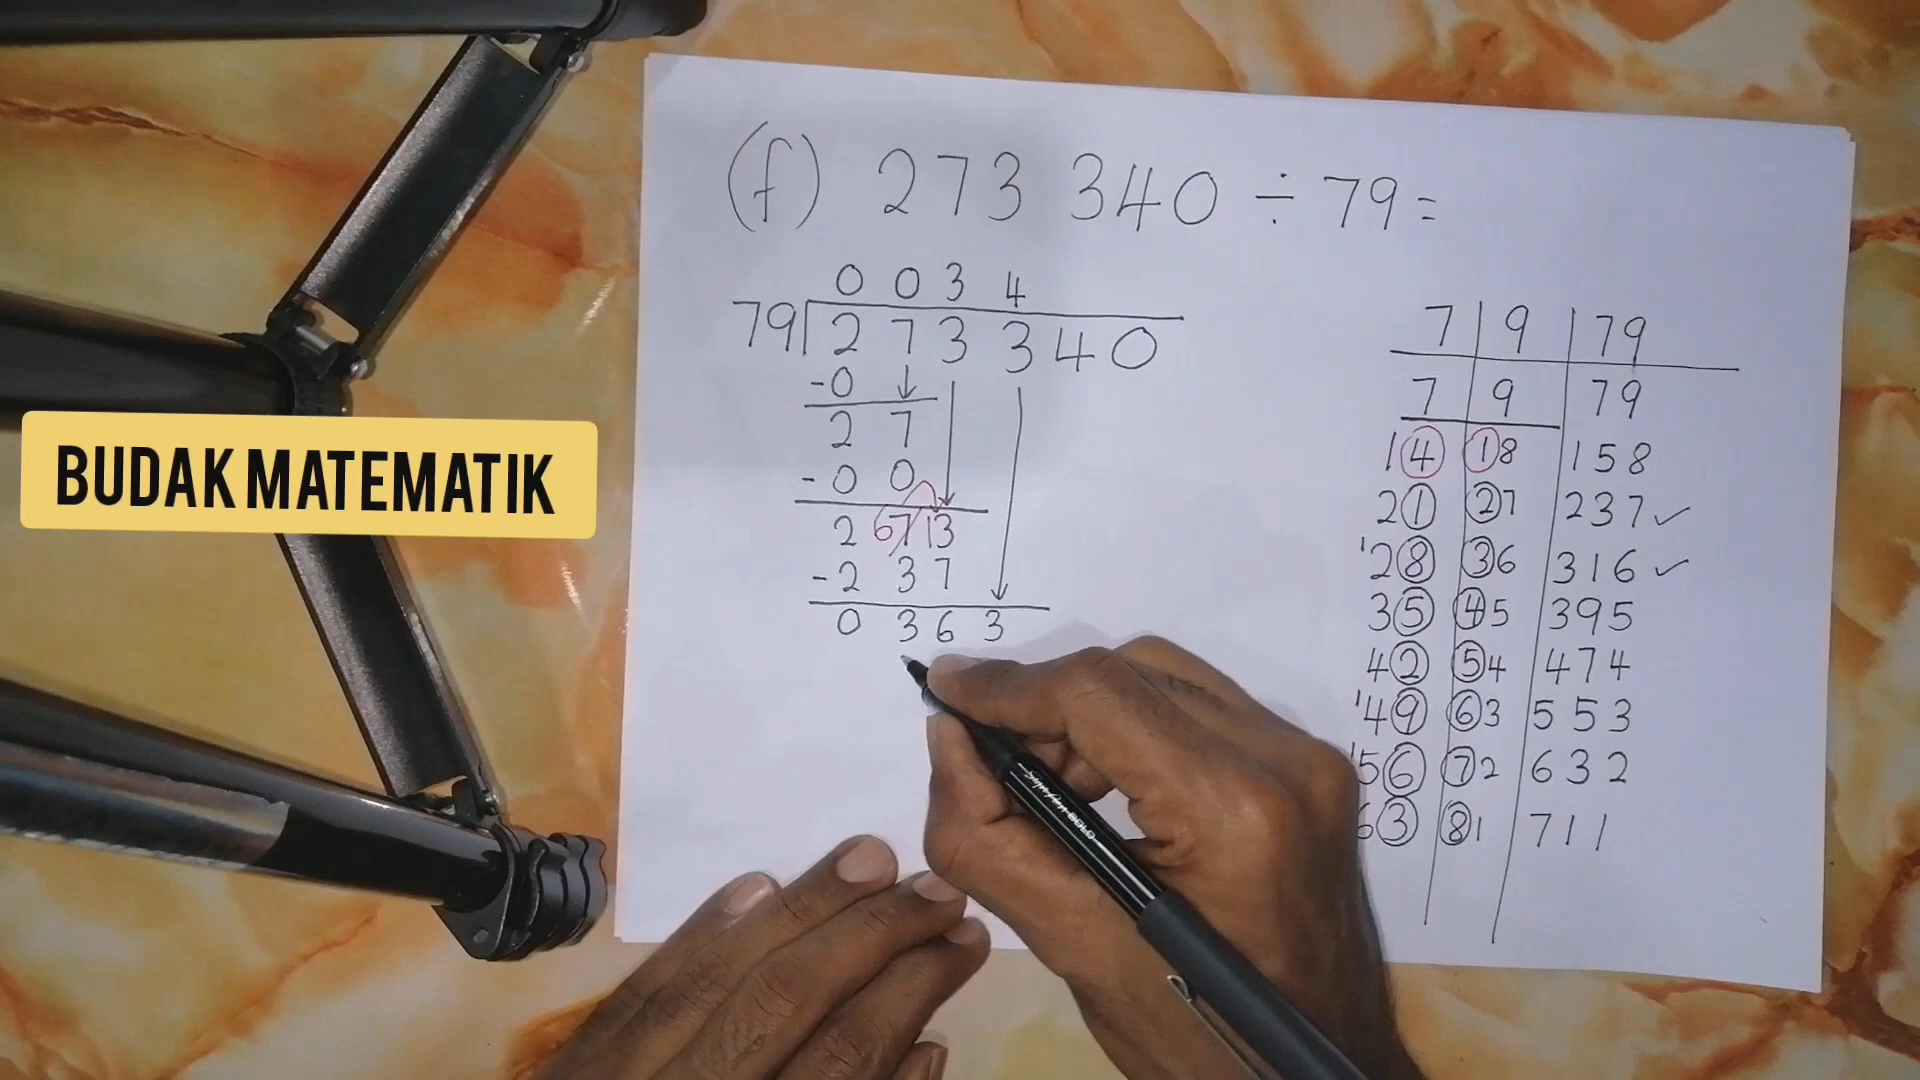 (f) 273 340 ÷ 79 =
0 0 3 4
79 2 7 3 3 4 0
-0
2 7
- 0 0
2 6 7 13
- 2 3 7
0 3 6 3
BUDAK MATEMATIK
7 9 79
7 9 79
14 18 158
21 27 237 ✓
'28 36 316 ✓
35 45 395
42 54 474
'49 63 553
'56 72 632
63 81 711